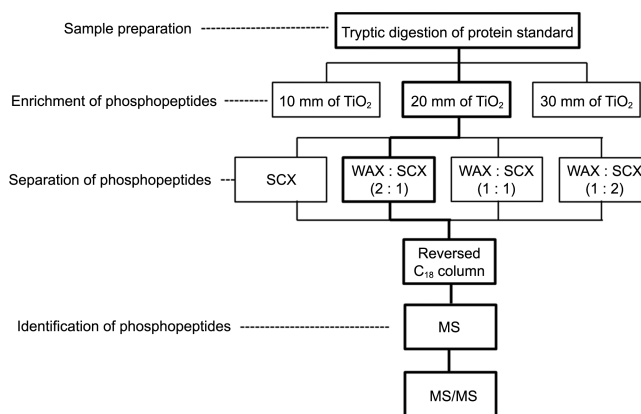 Sample preparation
Tryptic digestion of protein standard
Enrichment of phosphopeptides
10 mm of TiO₂
20 mm of TiO₂
30 mm of TiO₂
Separation of phosphopeptides
SCX
WAX : SCX
(2 : 1)
WAX : SCX
(1 : 1)
WAX : SCX
(1 : 2)
Reversed
C₁₈ column
Identification of phosphopeptides
MS
MS/MS